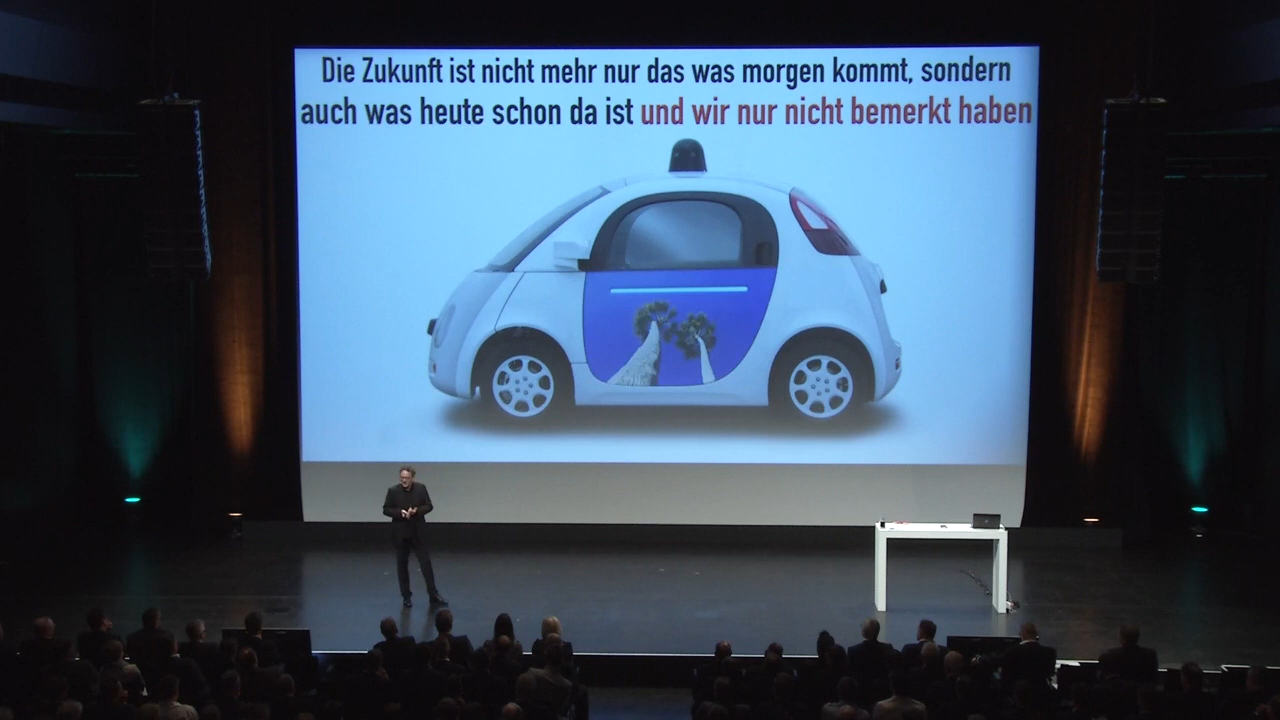 Die Zukunft ist nicht mehr nur das was morgen kommt, sondern
auch was heute schon da ist und wir nur nicht bemerkt haben